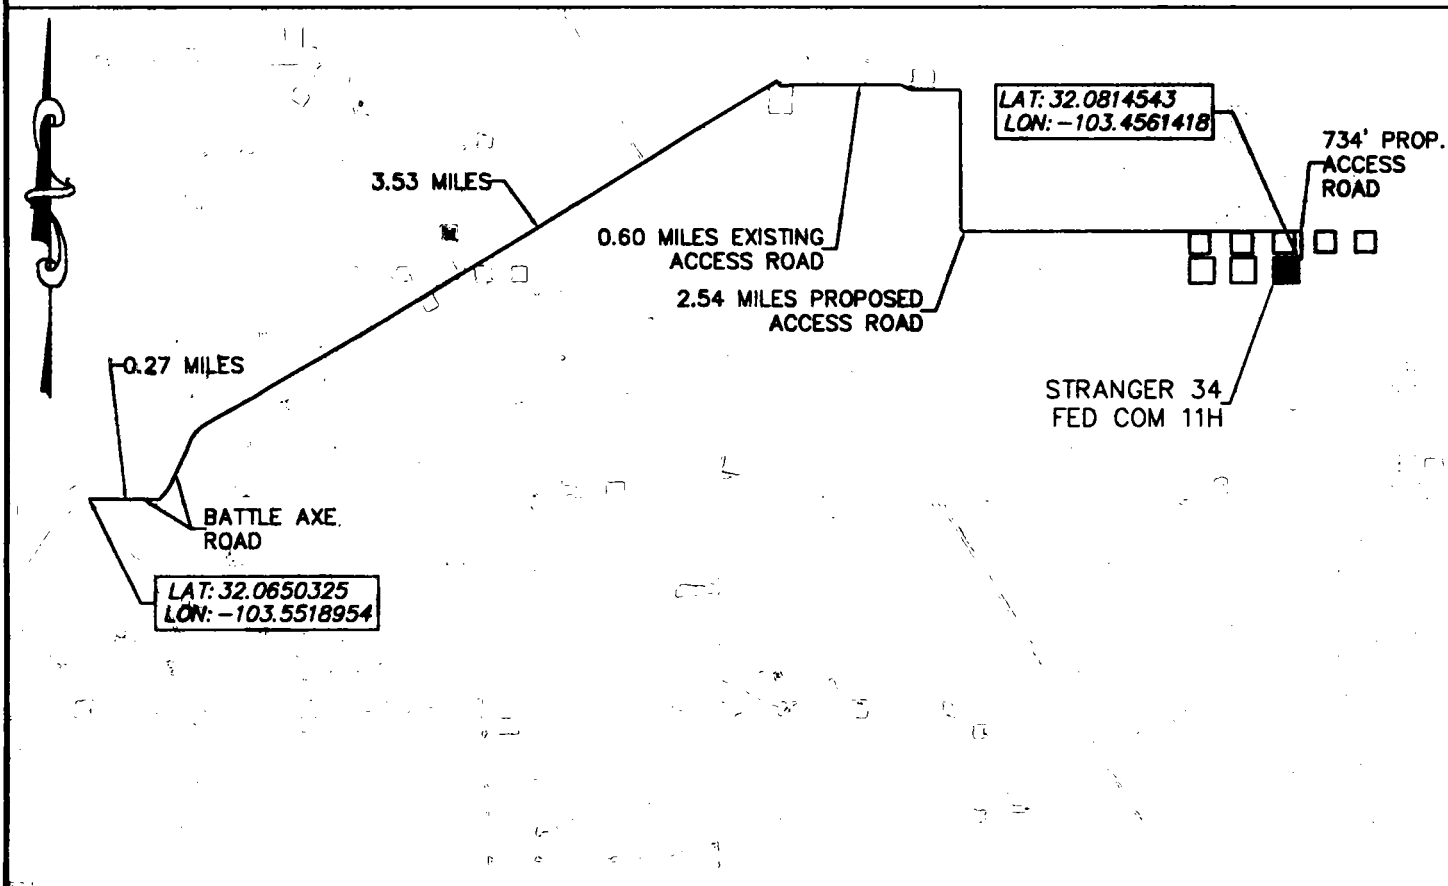 LAT: 32.0814543
LON: -103.4561418
734' PROP.
ACCESS
ROAD
3.53 MILES
0.60 MILES EXISTING
ACCESS ROAD
2.54 MILES PROPOSED
ACCESS ROAD
0.27 MILES
STRANGER 34
FED COM 11H
BATTLE AXE
ROAD
LAT: 32.0650325
LON: -103.5518954